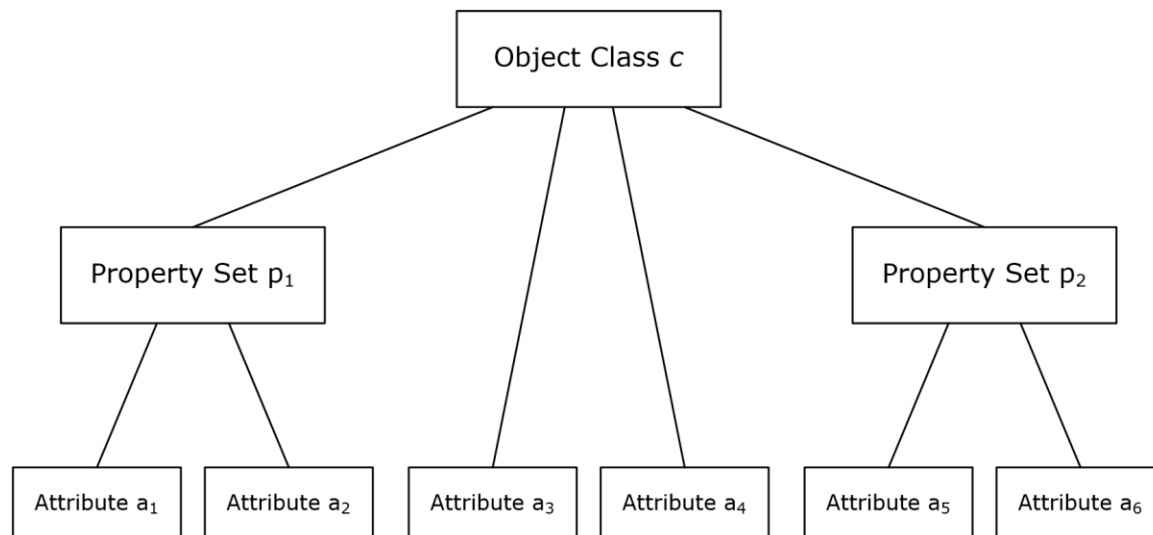 Object Class c
Property Set p₁
Property Set p₂
Attribute a₁
Attribute a₂
Attribute a₃
Attribute a₄
Attribute a₅
Attribute a₆